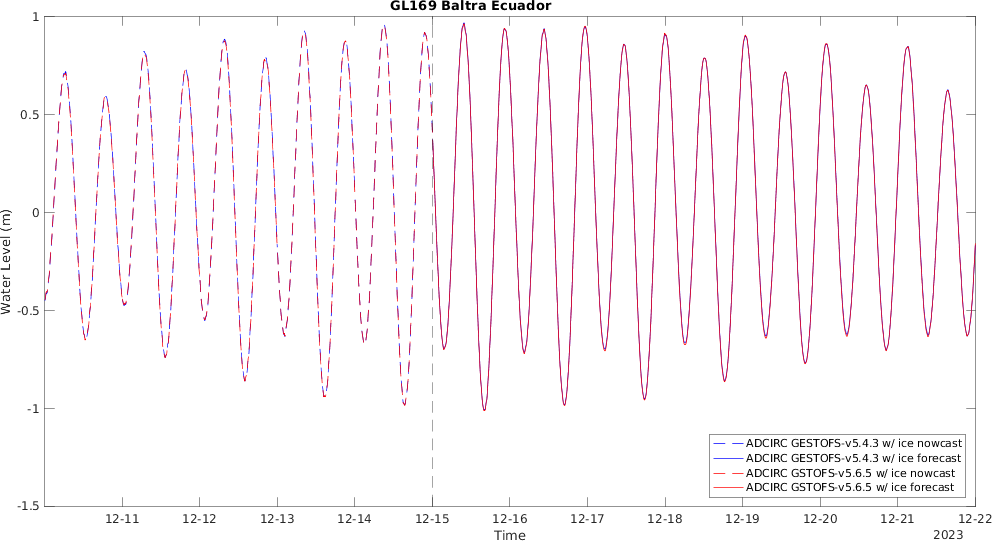 GL169 Baltra Ecuador
1
0.5
0
-0.5
-1
-1.5
Water Level (m)
ADCIRC GESTOFS-v5.4.3 w/ ice nowcast
ADCIRC GESTOFS-v5.4.3 w/ ice forecast
ADCIRC GSTOFS-v5.6.5 w/ ice nowcast
ADCIRC GSTOFS-v5.6.5 w/ ice forecast
12-11 12-12 12-13 12-14 12-15 12-16 12-17 12-18 12-19 12-20 12-21 12-22
Time
2023